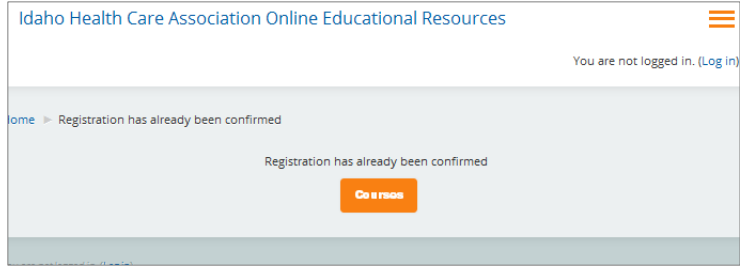 Idaho Health Care Association Online Educational Resources
You are not logged in. (Log in)
ome ► Registration has already been confirmed
Registration has already been confirmed
Courses